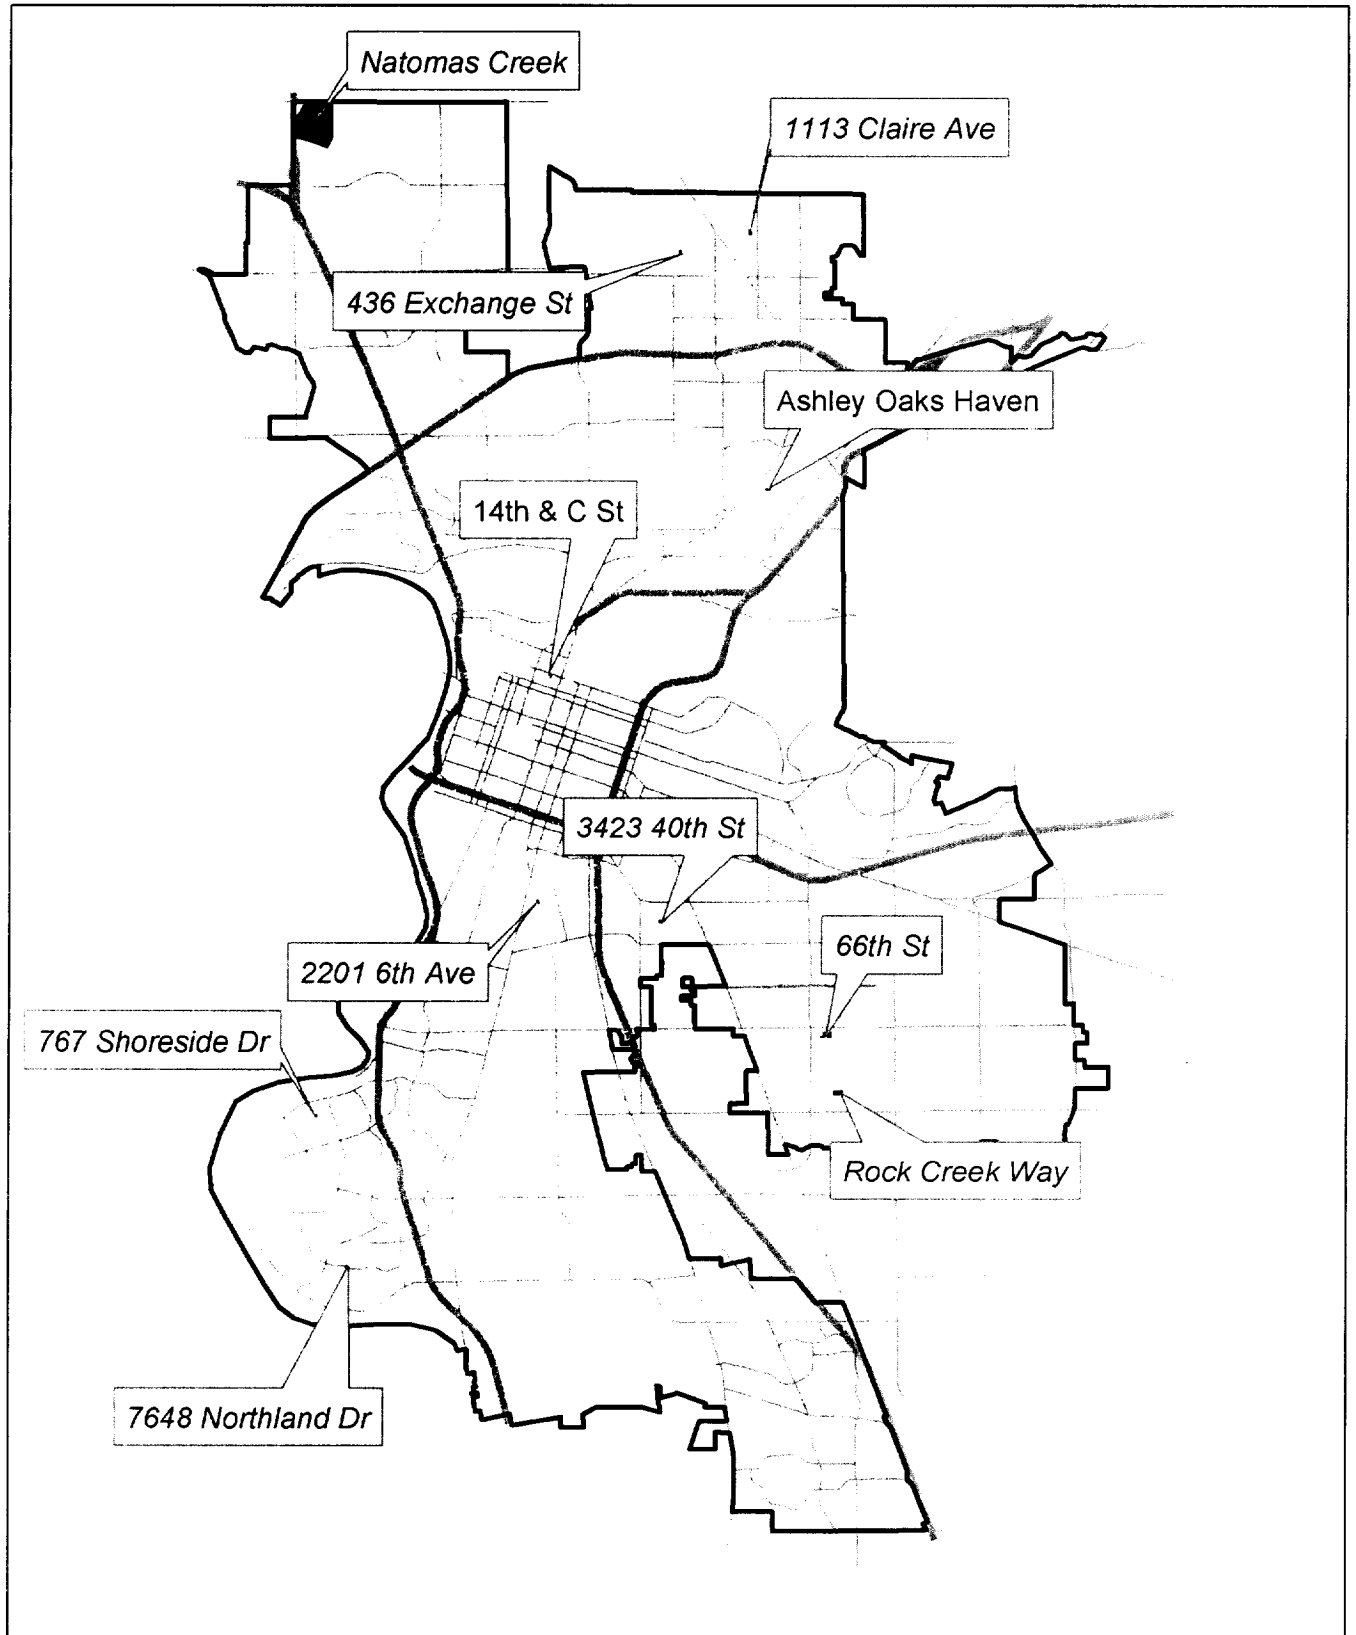 Natomas Creek
1113 Claire Ave
436 Exchange St
Ashley Oaks Haven
14th & C St
3423 40th St
66th St
2201 6th Ave
767 Shoreside Dr
Rock Creek Way
7648 Northland Dr